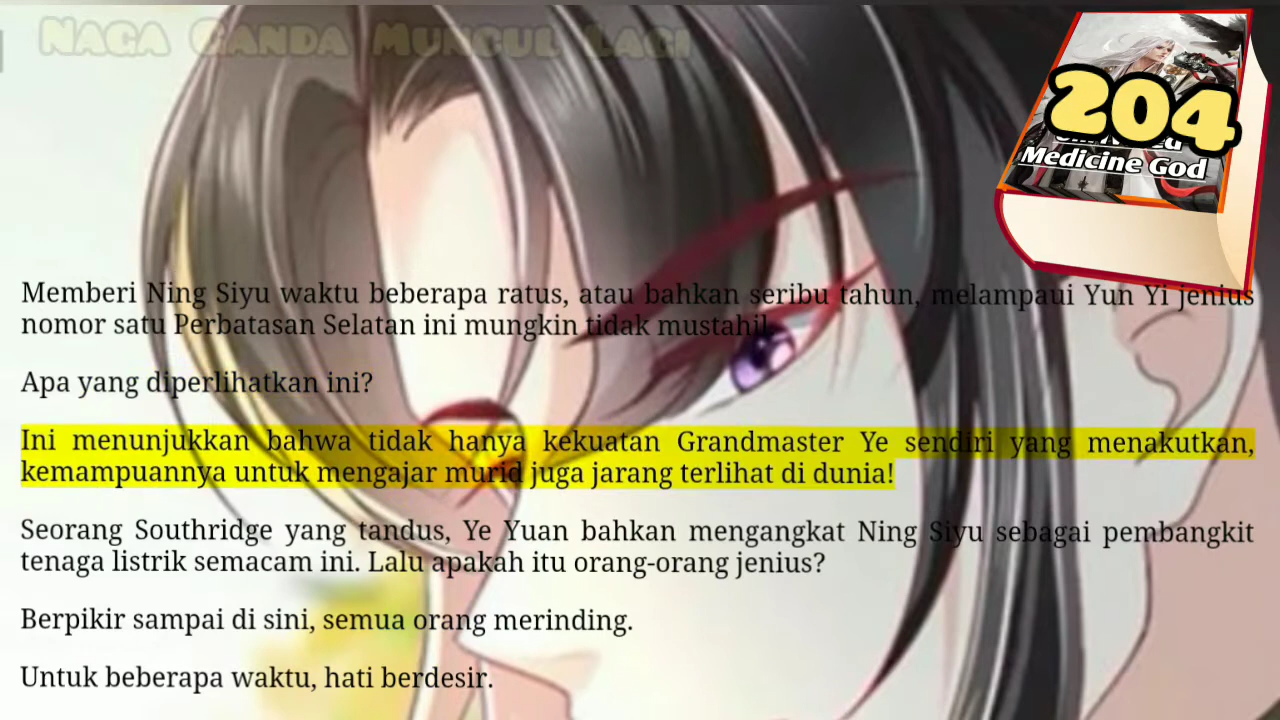 Naga Ganda Muncul Lagi
204
Medicine God
Memberi Ning Siyu waktu beberapa ratus, atau bahkan seribu tahun, melampaui Yun Yi jenius
nomor satu Perbatasan Selatan ini mungkin tidak mustahil.
Apa yang diperlihatkan ini?
Ini menunjukkan bahwa tidak hanya kekuatan Grandmaster Ye sendiri yang menakutkan,
kemampuannya untuk mengajar murid juga jarang terlihat di dunia!
Seorang Southridge yang tandus, Ye Yuan bahkan mengangkat Ning Siyu sebagai pembangkit
tenaga listrik semacam ini. Lalu apakah itu orang-orang jenius?
Berpikir sampai di sini, semua orang merinding.
Untuk beberapa waktu, hati berdesir.